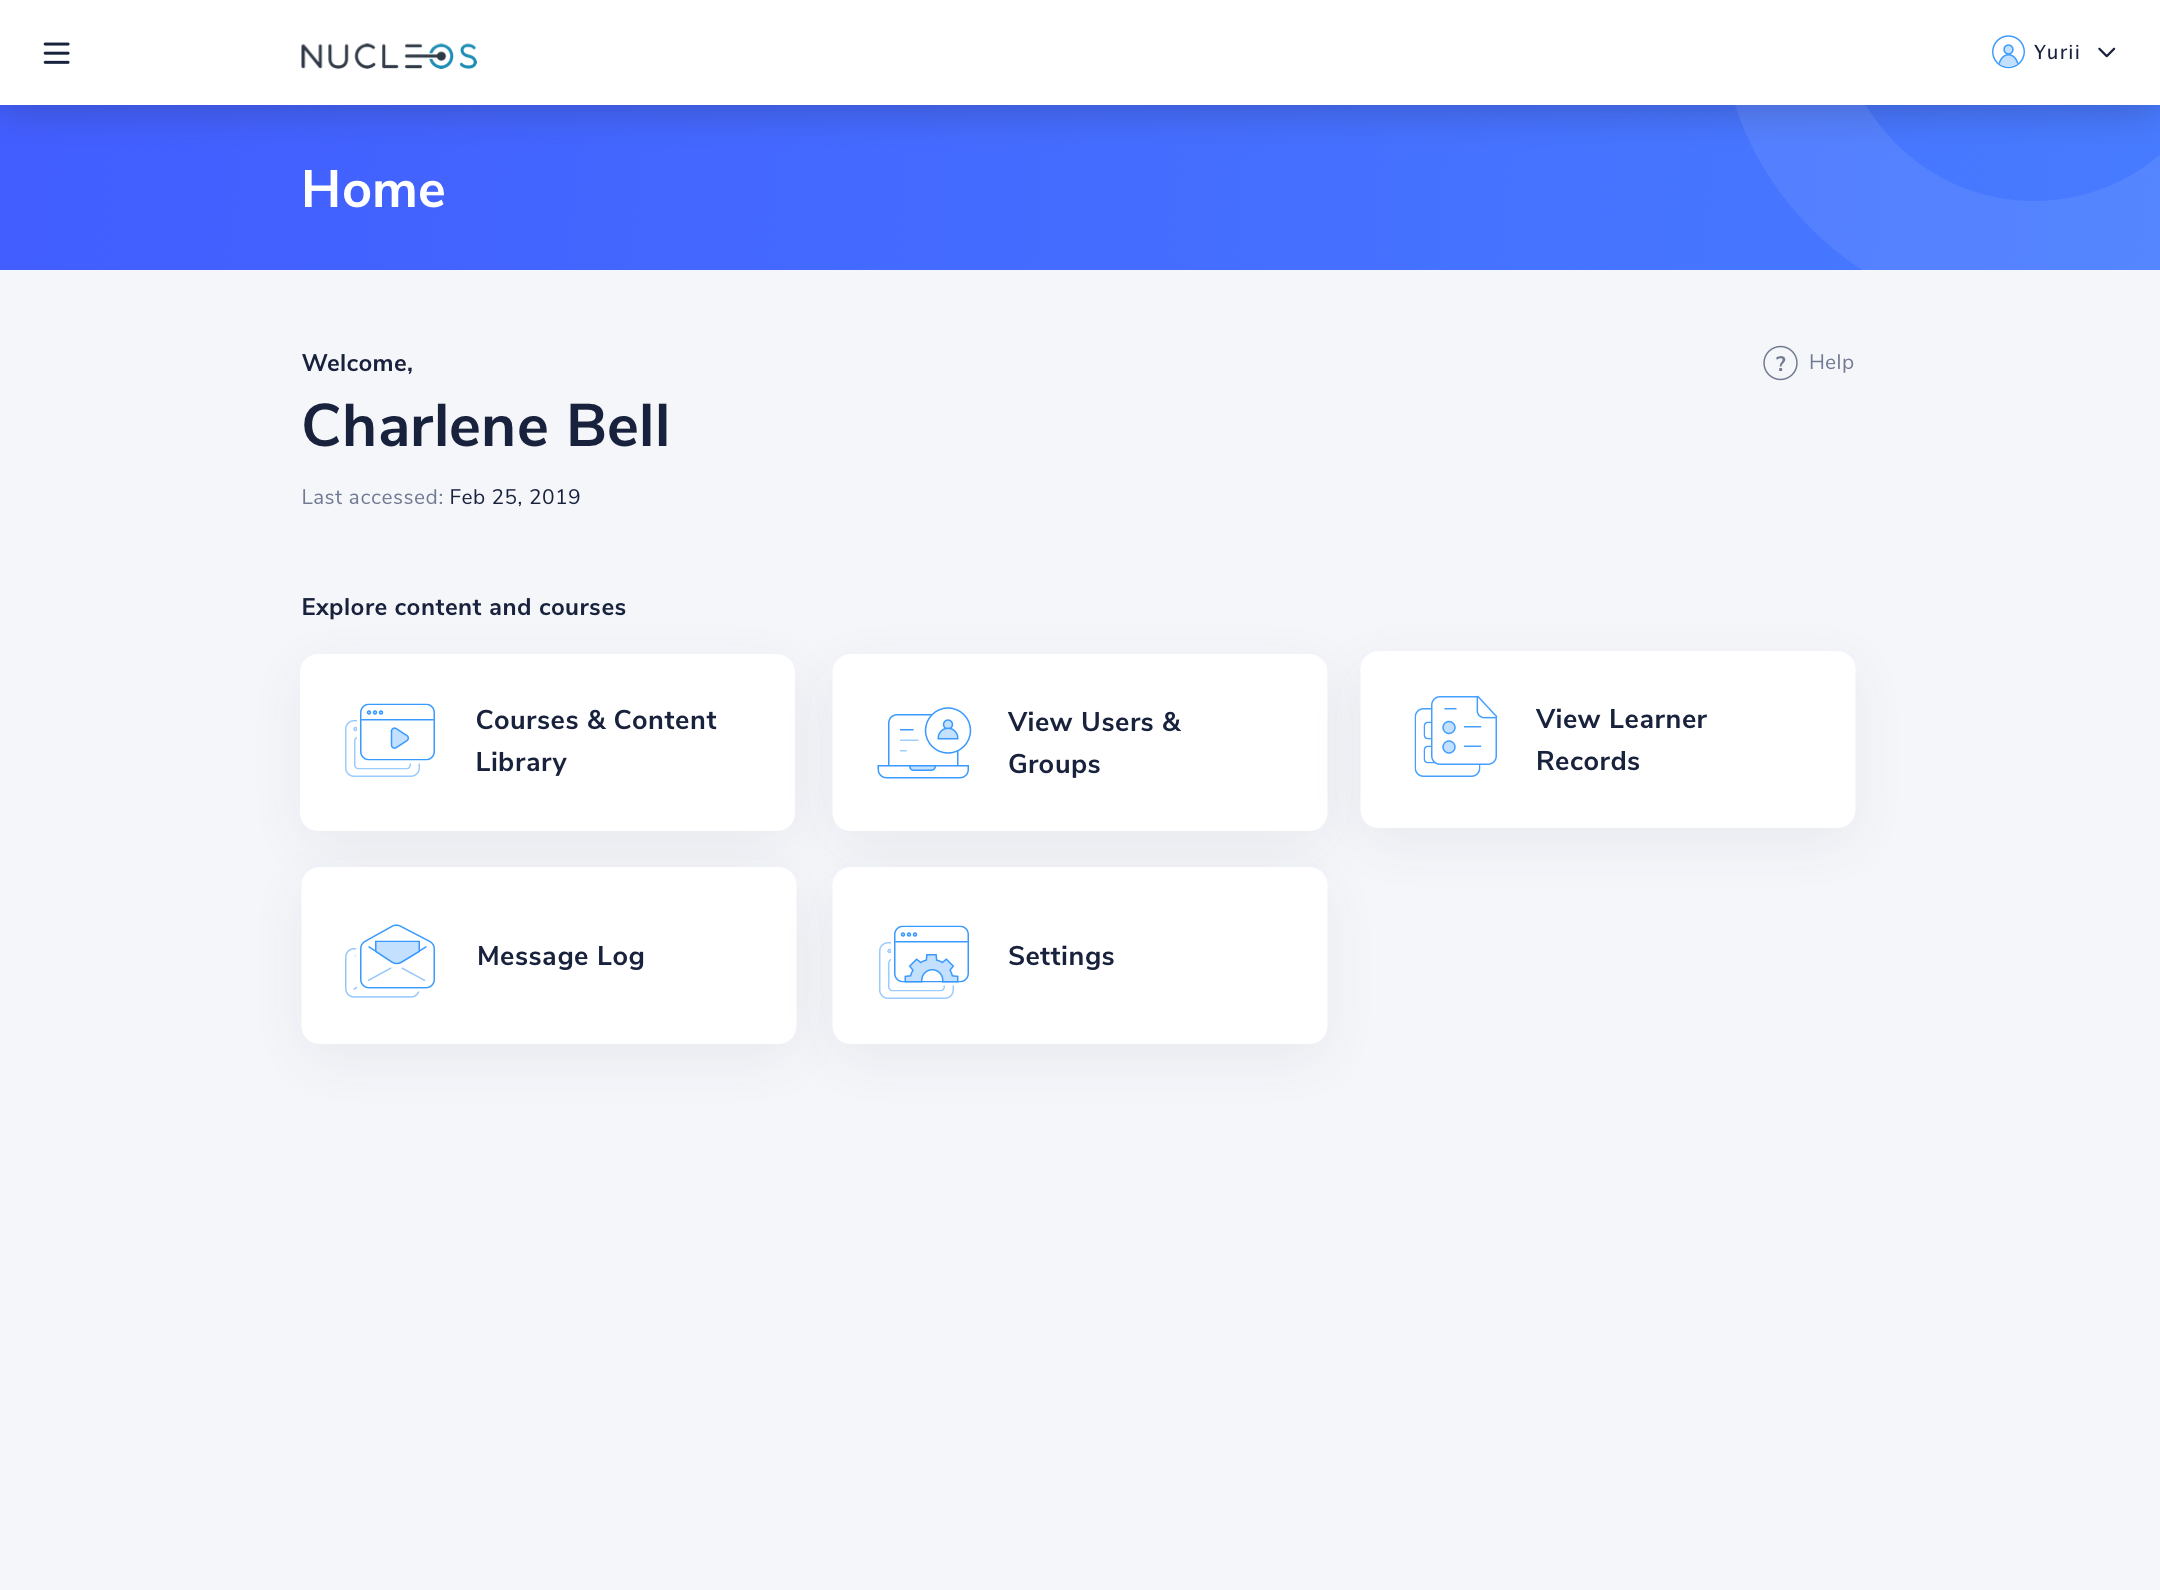 NUCLEOS
Yurii
Home
Welcome,
? Help
Charlene Bell
Last accessed: Feb 25, 2019
Explore content and courses
Courses & Content
Library
View Users &
Groups
View Learner
Records
Message Log
Settings